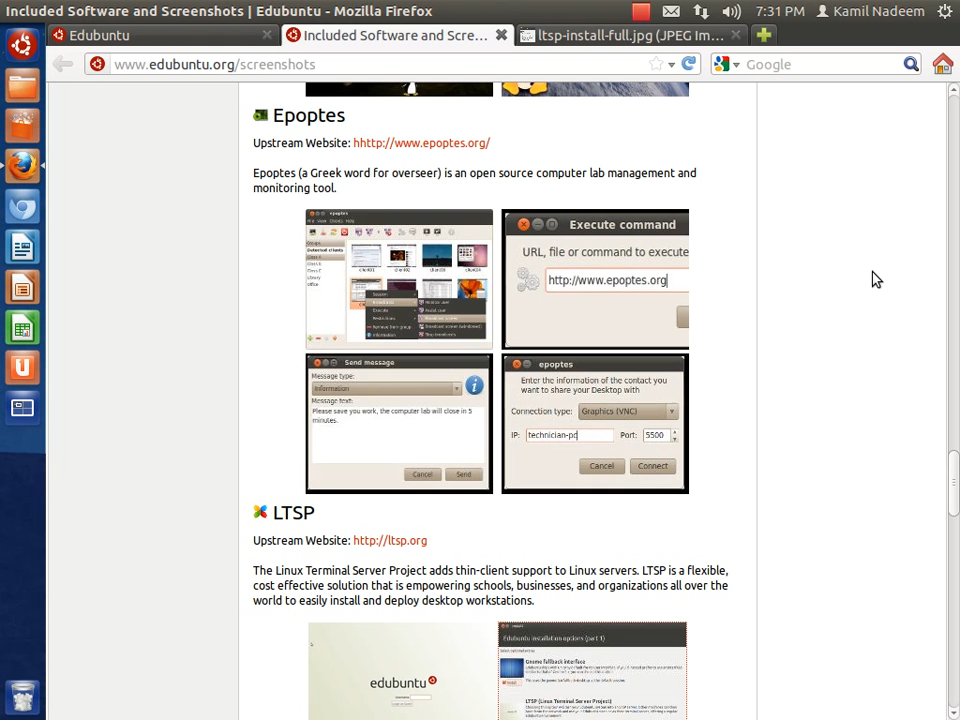 Included Software and Screenshots | Edubuntu - Mozilla Firefox
7:31 PM
Kamil Nadeem
Edubuntu
Included Software and Scre...
ltsp-install-full.jpg (JPEG Im...
www.edubuntu.org/screenshots
Google
Epoptes
Upstream Website: hhttp://www.epoptes.org/
Epoptes (a Greek word for overseer) is an open source computer lab management and
monitoring tool.
epoptes
Execute command
URL, file or command to execute
http://www.epoptes.org
Send message
Message type:
Information
Message text:
Please save you work, the computer lab will close in 5
minutes.
Cancel
Send
epoptes
Enter the information of the contact you
want to share your Desktop with
Connection type: Graphics (VNC)
IP: technician-pc
Port: 5500
Cancel
Connect
LTSP
Upstream Website: http://ltsp.org
The Linux Terminal Server Project adds thin-client support to Linux servers. LTSP is a flexible,
cost effective solution that is empowering schools, businesses, and organizations all over the
world to easily install and deploy desktop workstations.
edubuntu
Edubuntu installation options (part 1)
Gnome fallback interface
LTSP (Linux Terminal Server Project)